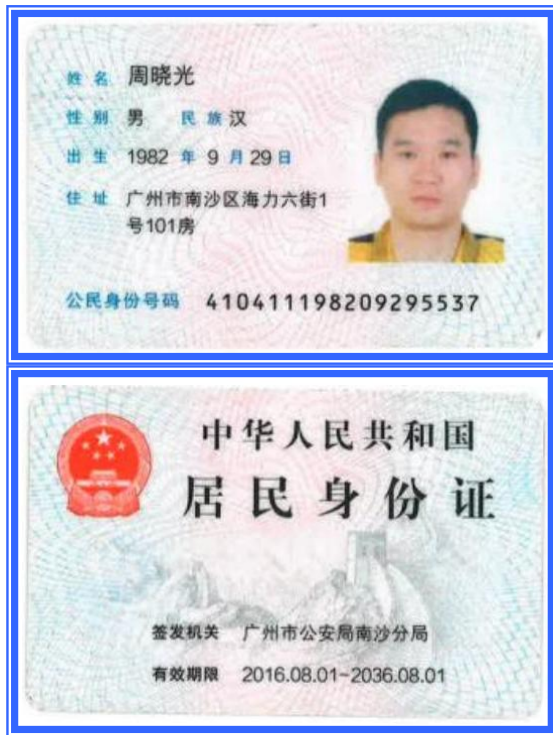 姓名 周晓光
性别 男 民族 汉
出生 1982 年 9 月 29 日
住址 广州市南沙区海力六街1
号101房
公民身份号码 410411198209295537
中华人民共和国
居民身份证
签发机关 广州市公安局南沙分局
有效期限 2016.08.01-2036.08.01